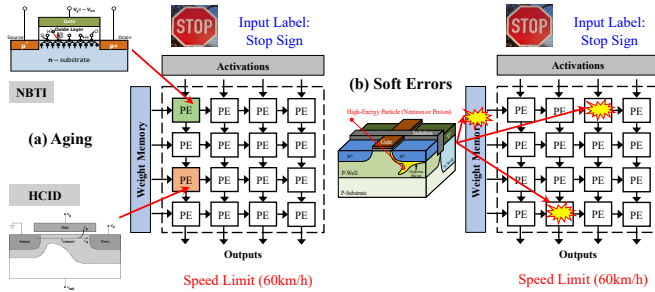 Gate
Oxide Layer
Source
Drain
p
p+
n - substrate
NBTI
(a) Aging
HCID
STOP
Input Label:
Stop Sign
Activations
Weight Memory
PE PE PE PE
PE PE PE PE
PE PE PE PE
PE PE PE PE
Outputs
Speed Limit (60km/h)
(b) Soft Errors
High-Energy Particle (Neutron or Proton)
Gate
P-Well
P-Substrate
STOP
Input Label:
Stop Sign
Activations
Weight Memory
PE PE PE
PE PE PE PE
PE PE PE PE
PE PE PE
Outputs
Speed Limit (60km/h)